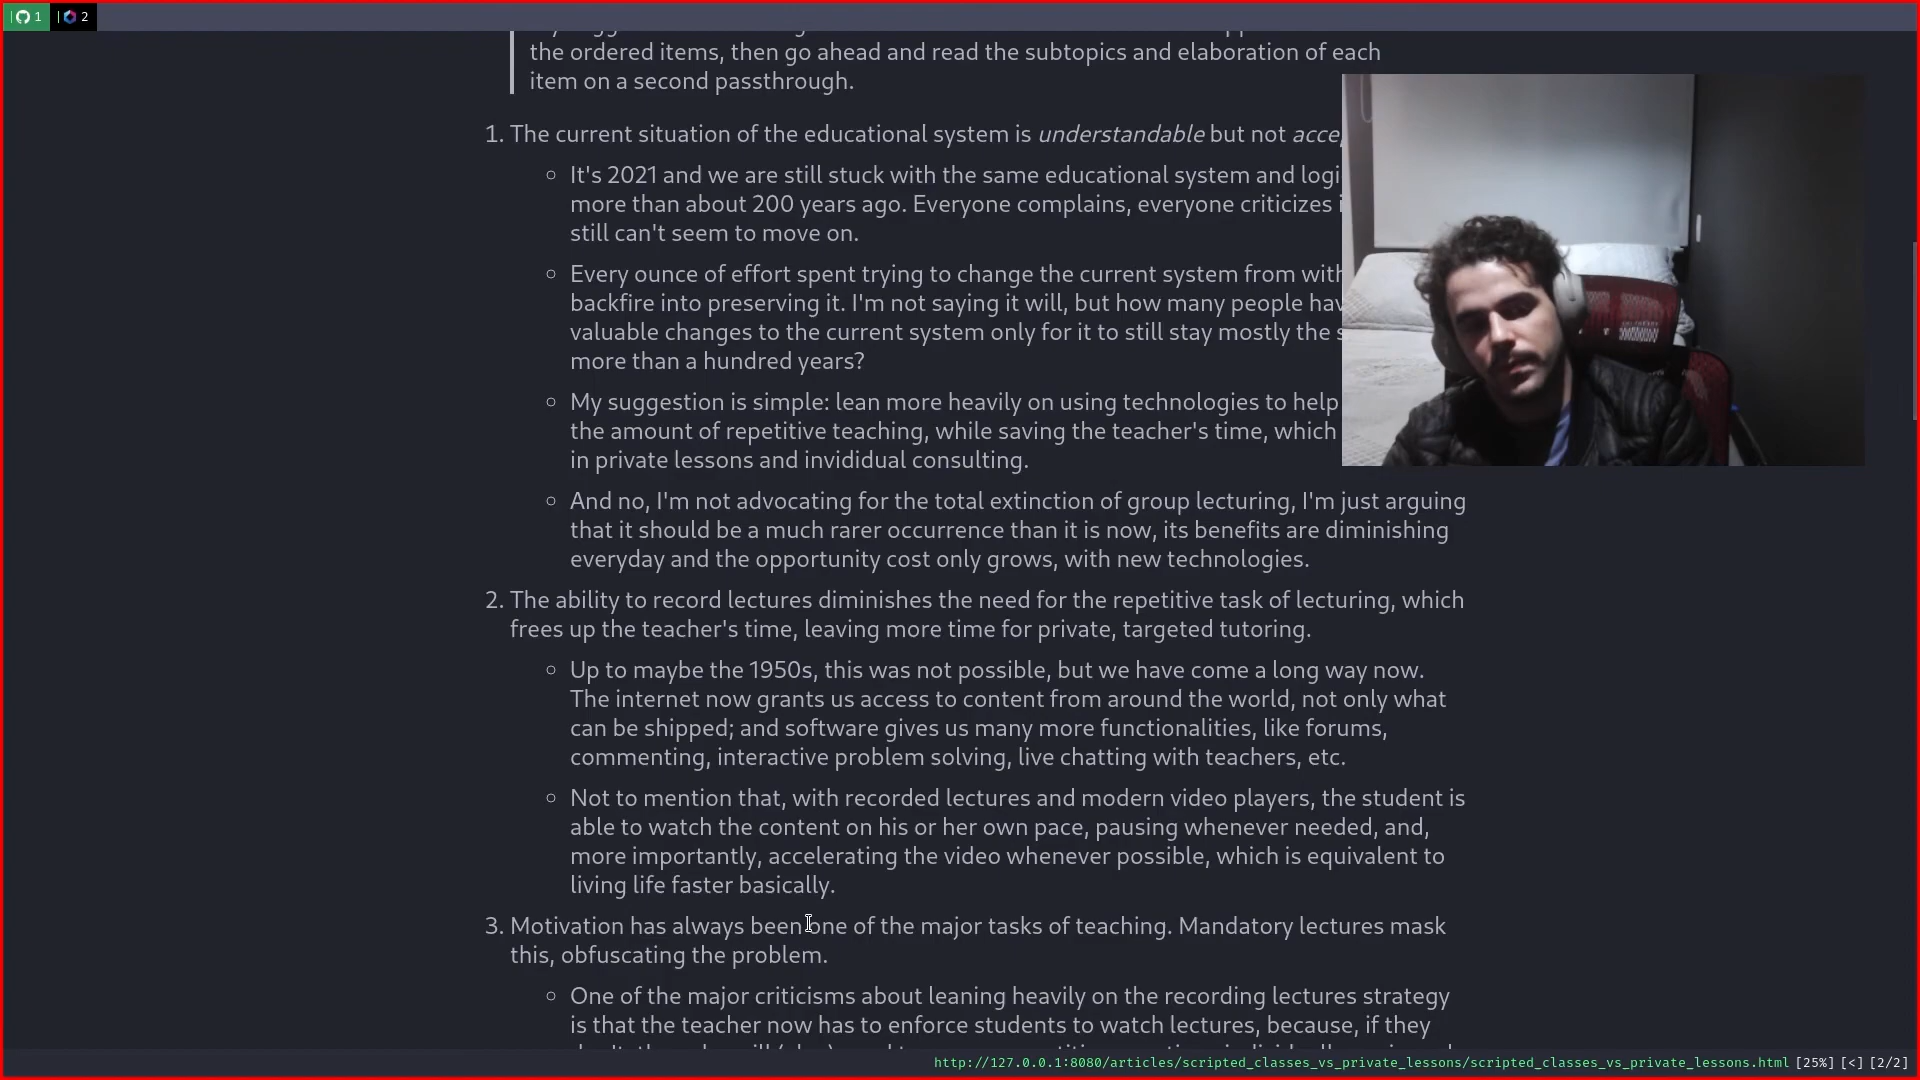 1 2
the ordered items, then go ahead and read the subtopics and elaboration of each
item on a second passthrough.
1. The current situation of the educational system is understandable but not acce
It's 2021 and we are still stuck with the same educational system and logi
more than about 200 years ago. Everyone complains, everyone criticizes i
still can't seem to move on.
Every ounce of effort spent trying to change the current system from with
backfire into preserving it. I'm not saying it will, but how many people hav
valuable changes to the current system only for it to still stay mostly the s
more than a hundred years?
My suggestion is simple: lean more heavily on using technologies to help
the amount of repetitive teaching, while saving the teacher's time, which
in private lessons and invididual consulting.
And no, I'm not advocating for the total extinction of group lecturing, I'm just arguing
that it should be a much rarer occurrence than it is now, its benefits are diminishing
everyday and the opportunity cost only grows, with new technologies.
2. The ability to record lectures diminishes the need for the repetitive task of lecturing, which
frees up the teacher's time, leaving more time for private, targeted tutoring.
Up to maybe the 1950s, this was not possible, but we have come a long way now.
The internet now grants us access to content from around the world, not only what
can be shipped; and software gives us many more functionalities, like forums,
commenting, interactive problem solving, live chatting with teachers, etc.
Not to mention that, with recorded lectures and modern video players, the student is
able to watch the content on his or her own pace, pausing whenever needed, and,
more importantly, accelerating the video whenever possible, which is equivalent to
living life faster basically.
3. Motivation has always been one of the major tasks of teaching. Mandatory lectures mask
this, obfuscating the problem.
One of the major criticisms about leaning heavily on the recording lectures strategy
is that the teacher now has to enforce students to watch lectures, because, if they
http://127.0.0.1:8080/articles/scripted_classes_vs_private_lessons/scripted_classes_vs_private_lessons.html [25%] [<] [2/2]